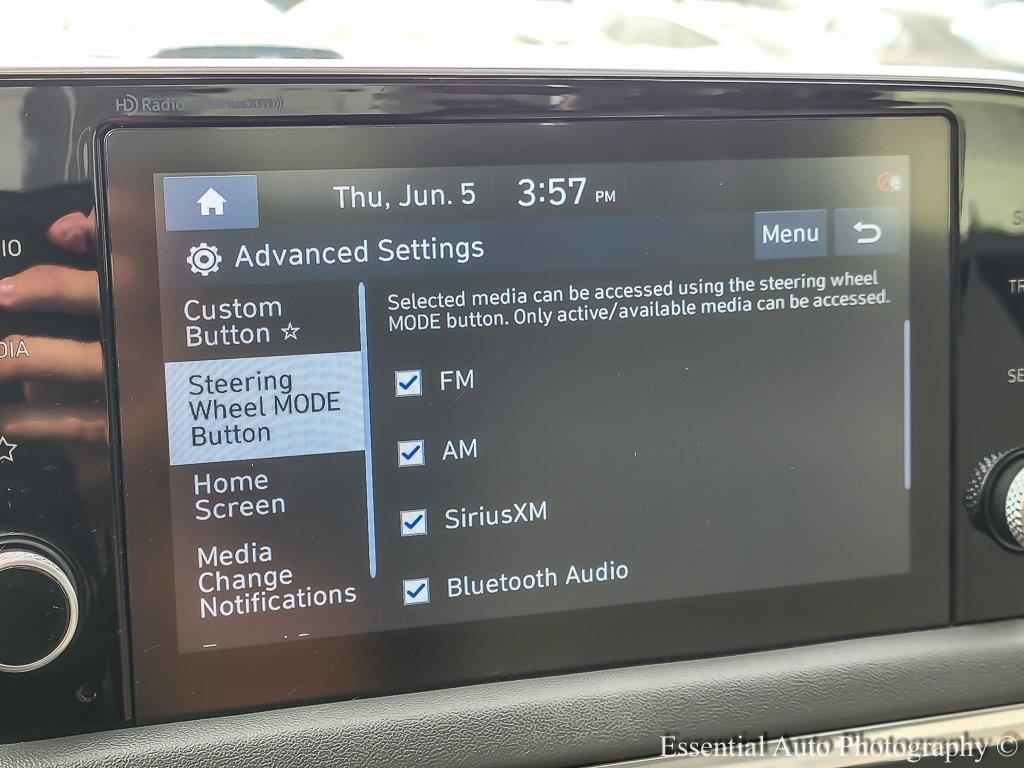 HD Radio SiriusXM
Thu, Jun. 5 3:57 PM
Advanced Settings
Menu
Custom
Button ☆
Steering
Wheel MODE
Button
Home
Screen
Media
Change
Notifications
Selected media can be accessed using the steering wheel
MODE button. Only active/available media can be accessed.
FM
AM
SiriusXM
Bluetooth Audio
Essential Auto Photography ©